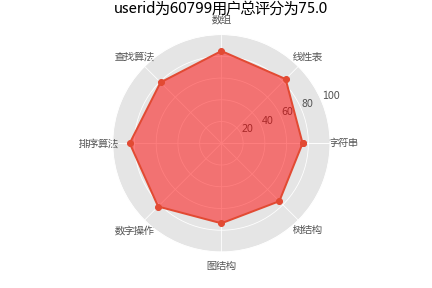 userid为60799用户总评分为75.0
数组
查找算法
线性表
100
80
60
40
20
排序算法
字符串
数字操作
树结构
图结构